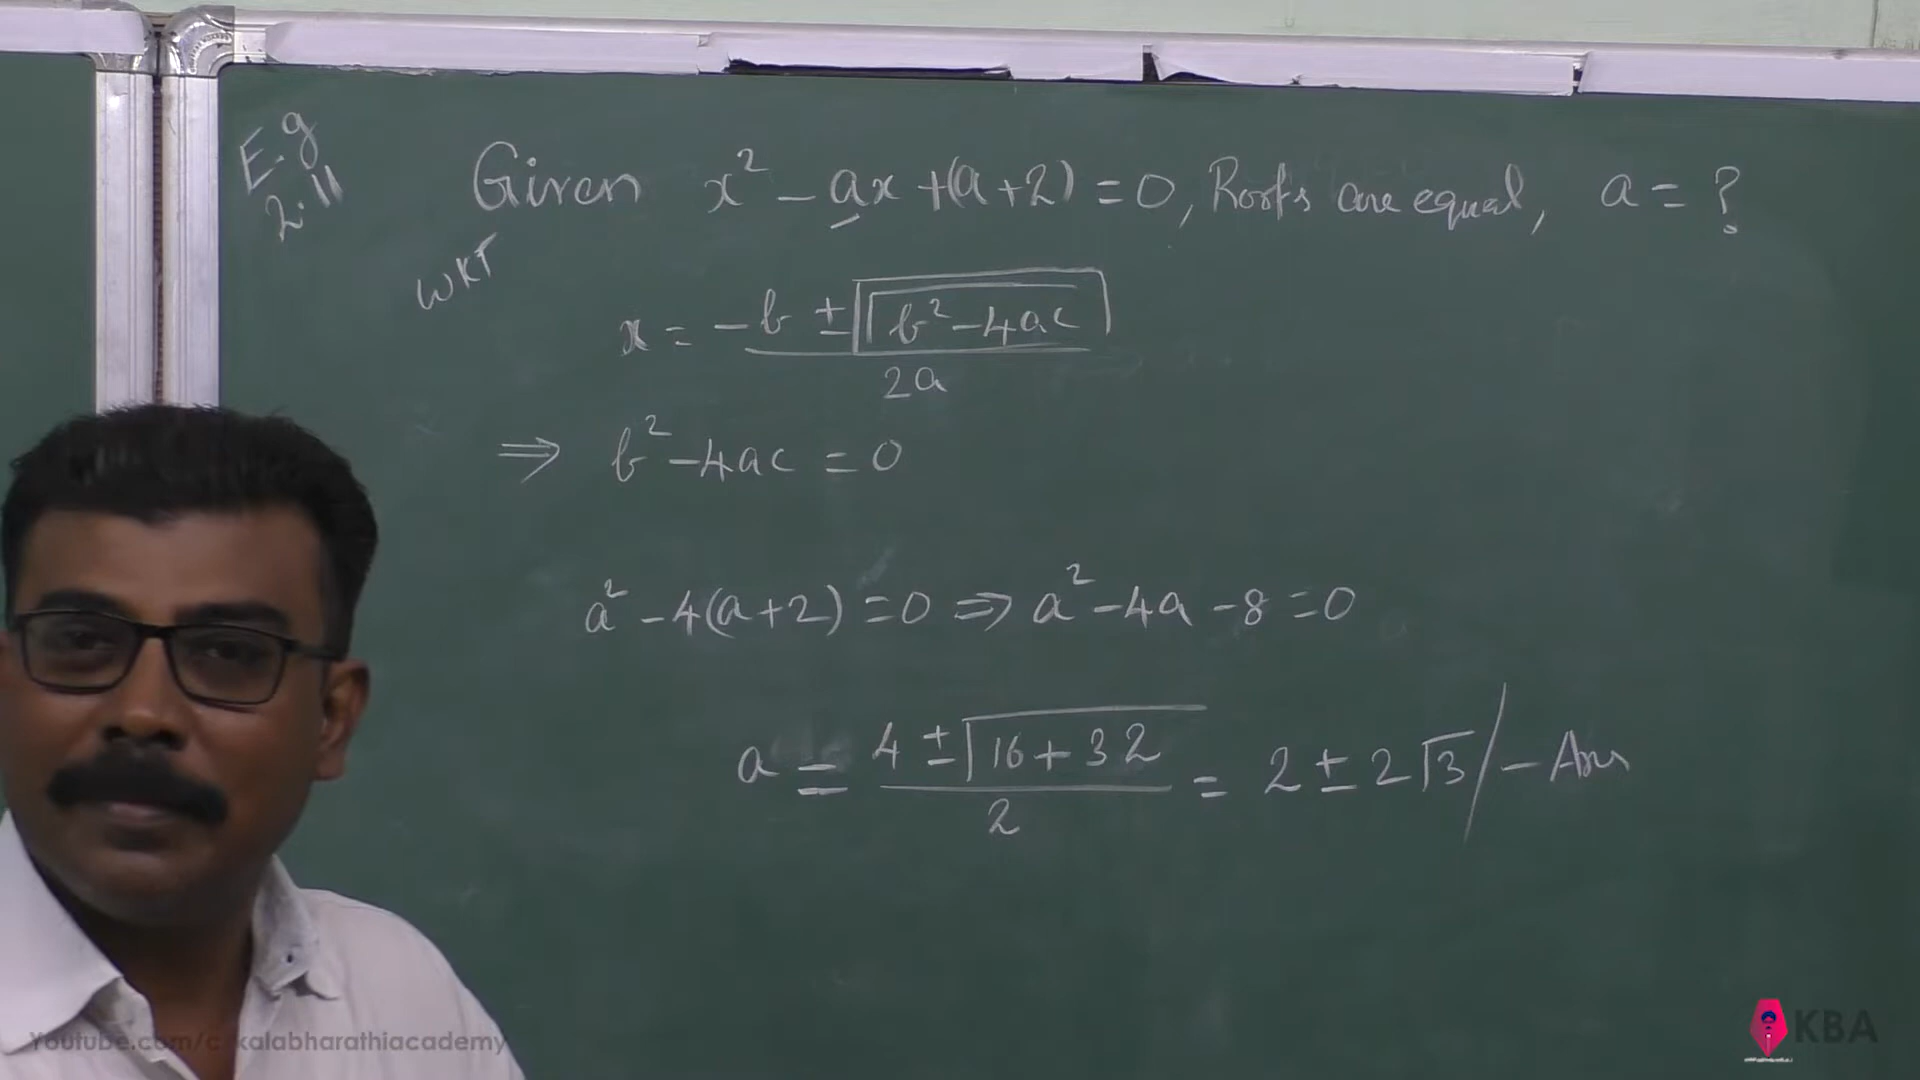 E.g
2.11
Given x² - ax + (a+2) = 0, Roots are equal, a = ?
WKT
x = -b ± √(b² - 4ac) / 2a
⇒ b² - 4ac = 0
a² - 4(a+2) = 0 ⇒ a² - 4a - 8 = 0
a = 4 ± √(16 + 32) / 2 = 2 ± 2√3 / - Ans
Youtube.com/c/kalabharathiacademy
KBA